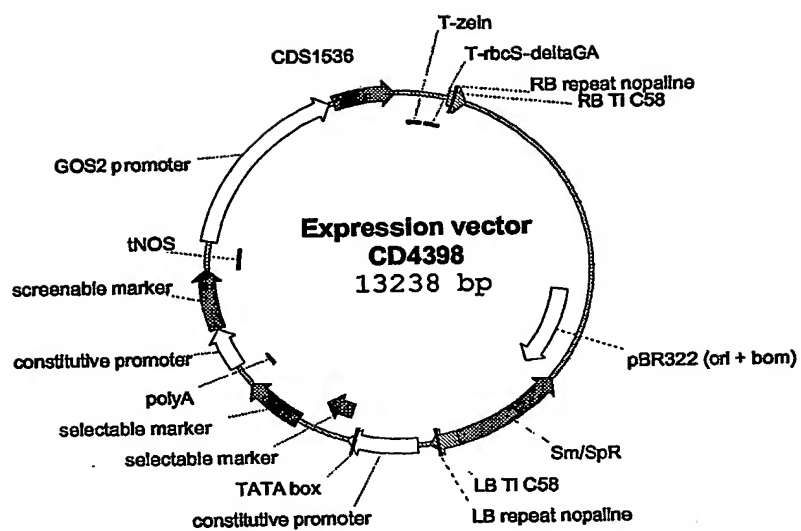 T-zein
CDS1536
T-rbcS-deltaGA
RB repeat nopaline
RB TI C58
GOS2 promoter
Expression vector
CD4398
13238 bp
tNOS
screenable marker
constitutive promoter
pBR322 (ori + bom)
polyA
selectable marker
selectable marker
Sm/SpR
TATA box
LB TI C58
constitutive promoter
LB repeat nopaline